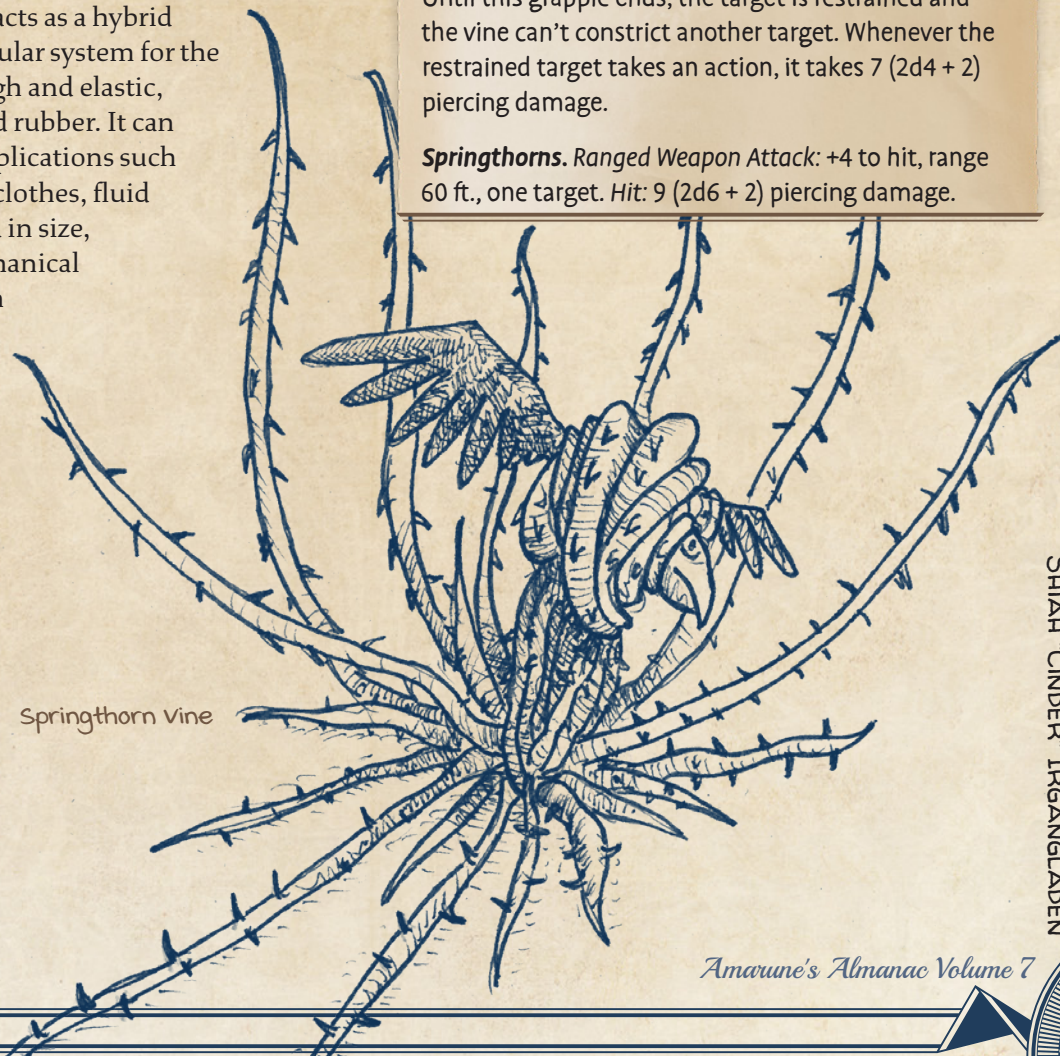 acts as a hybrid
ular system for the
gh and elastic,
d rubber. It can
plications such
clothes, fluid
in size,
hanical
Until this grapple ends, the target is restrained and
the vine can’t constrict another target. Whenever the
restrained target takes an action, it takes 7 (2d4 + 2)
piercing damage.
Springthorns. Ranged Weapon Attack: +4 to hit, range
60 ft., one target. Hit: 9 (2d6 + 2) piercing damage.
Springthorn Vine
SHIAH CINDER IRGANGLADEN
Amarune's Almanac Volume 7